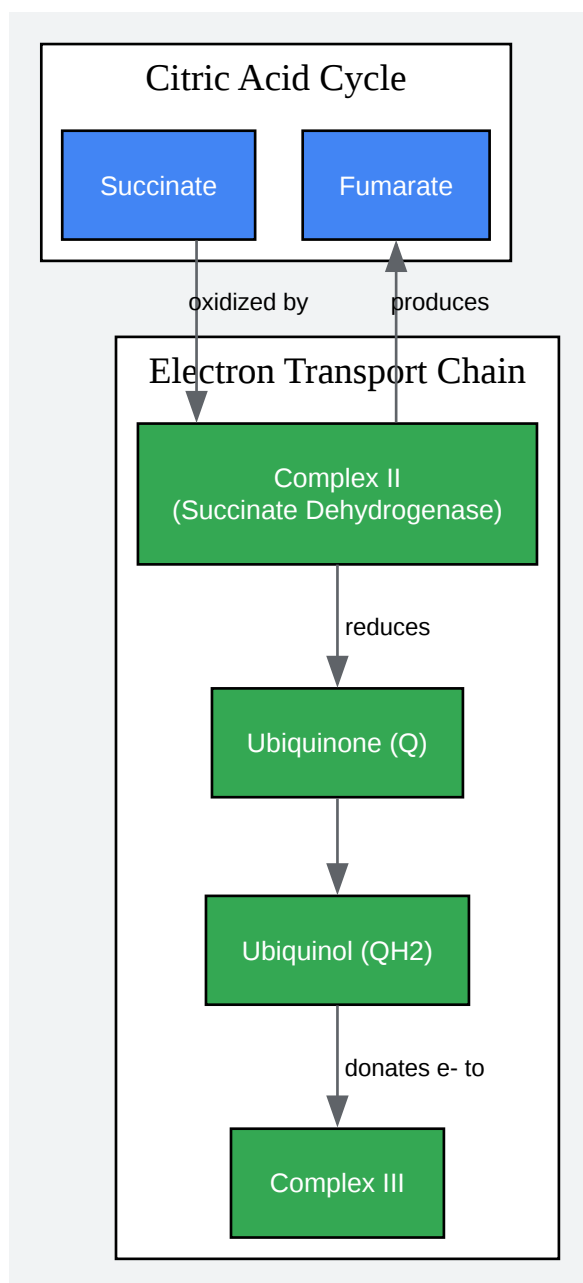 Citric Acid Cycle
Succinate
Fumarate
oxidized by
produces
Electron Transport Chain
Complex II
(Succinate Dehydrogenase)
reduces
Ubiquinone (Q)
Ubiquinol (QH2)
donates e- to
Complex III